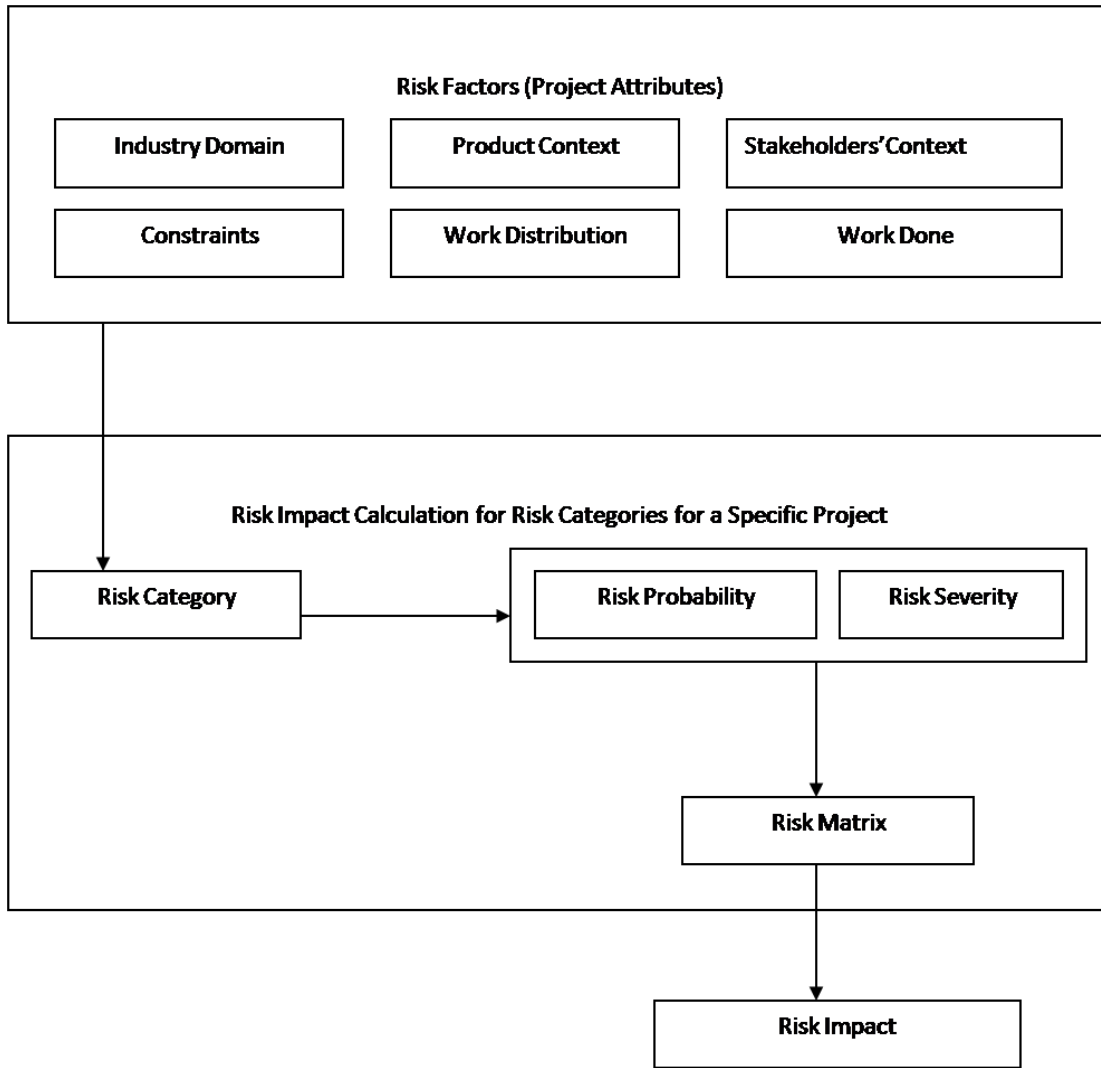 Risk Factors (Project Attributes)
Industry Domain
Product Context
Stakeholders’Context
Constraints
Work Distribution
Work Done
Risk Impact Calculation for Risk Categories for a Specific Project
Risk Category
Risk Probability
Risk Severity
Risk Matrix
Risk Impact